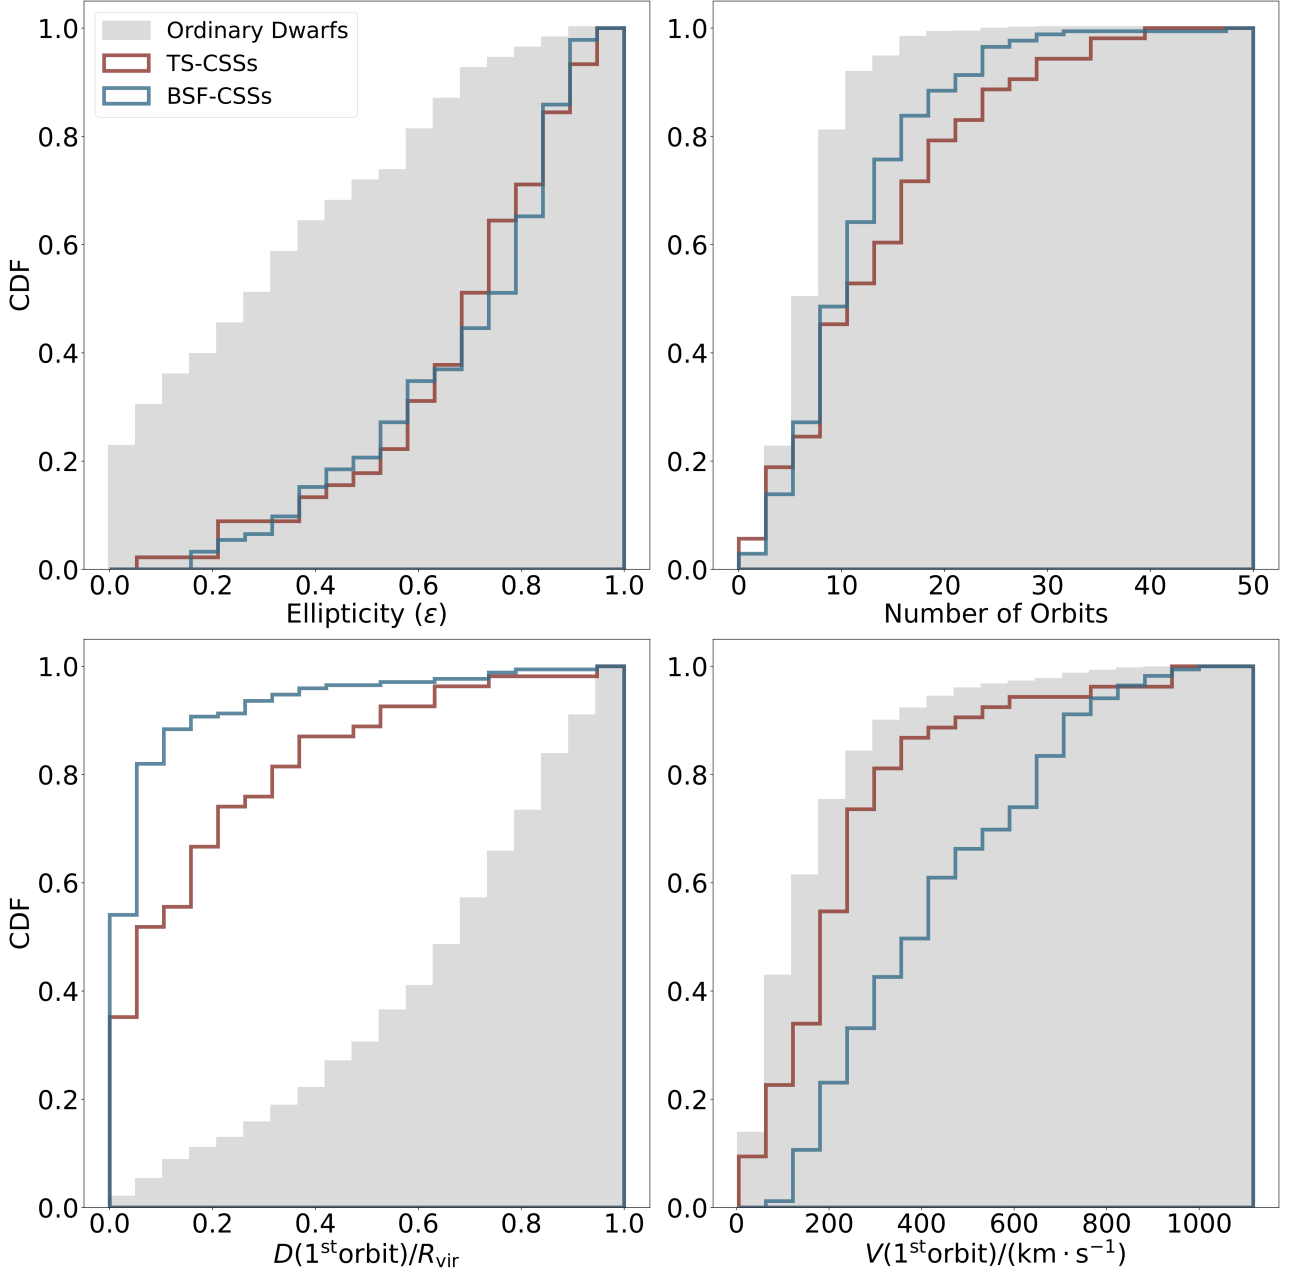 Ordinary Dwarfs
TS-CSSs
BSF-CSSs
CDF
1.0
0.8
0.6
0.4
0.2
0.0
0.0 0.2 0.4 0.6 0.8 1.0
Ellipticity (ε)
1.0
0.8
0.6
0.4
0.2
0.0
0 10 20 30 40 50
Number of Orbits
CDF
1.0
0.8
0.6
0.4
0.2
0.0
0.0 0.2 0.4 0.6 0.8 1.0
D(1ˢᵗorbit)/R_vir
1.0
0.8
0.6
0.4
0.2
0.0
0 200 400 600 800 1000
V(1ˢᵗorbit)/(km · s⁻¹)